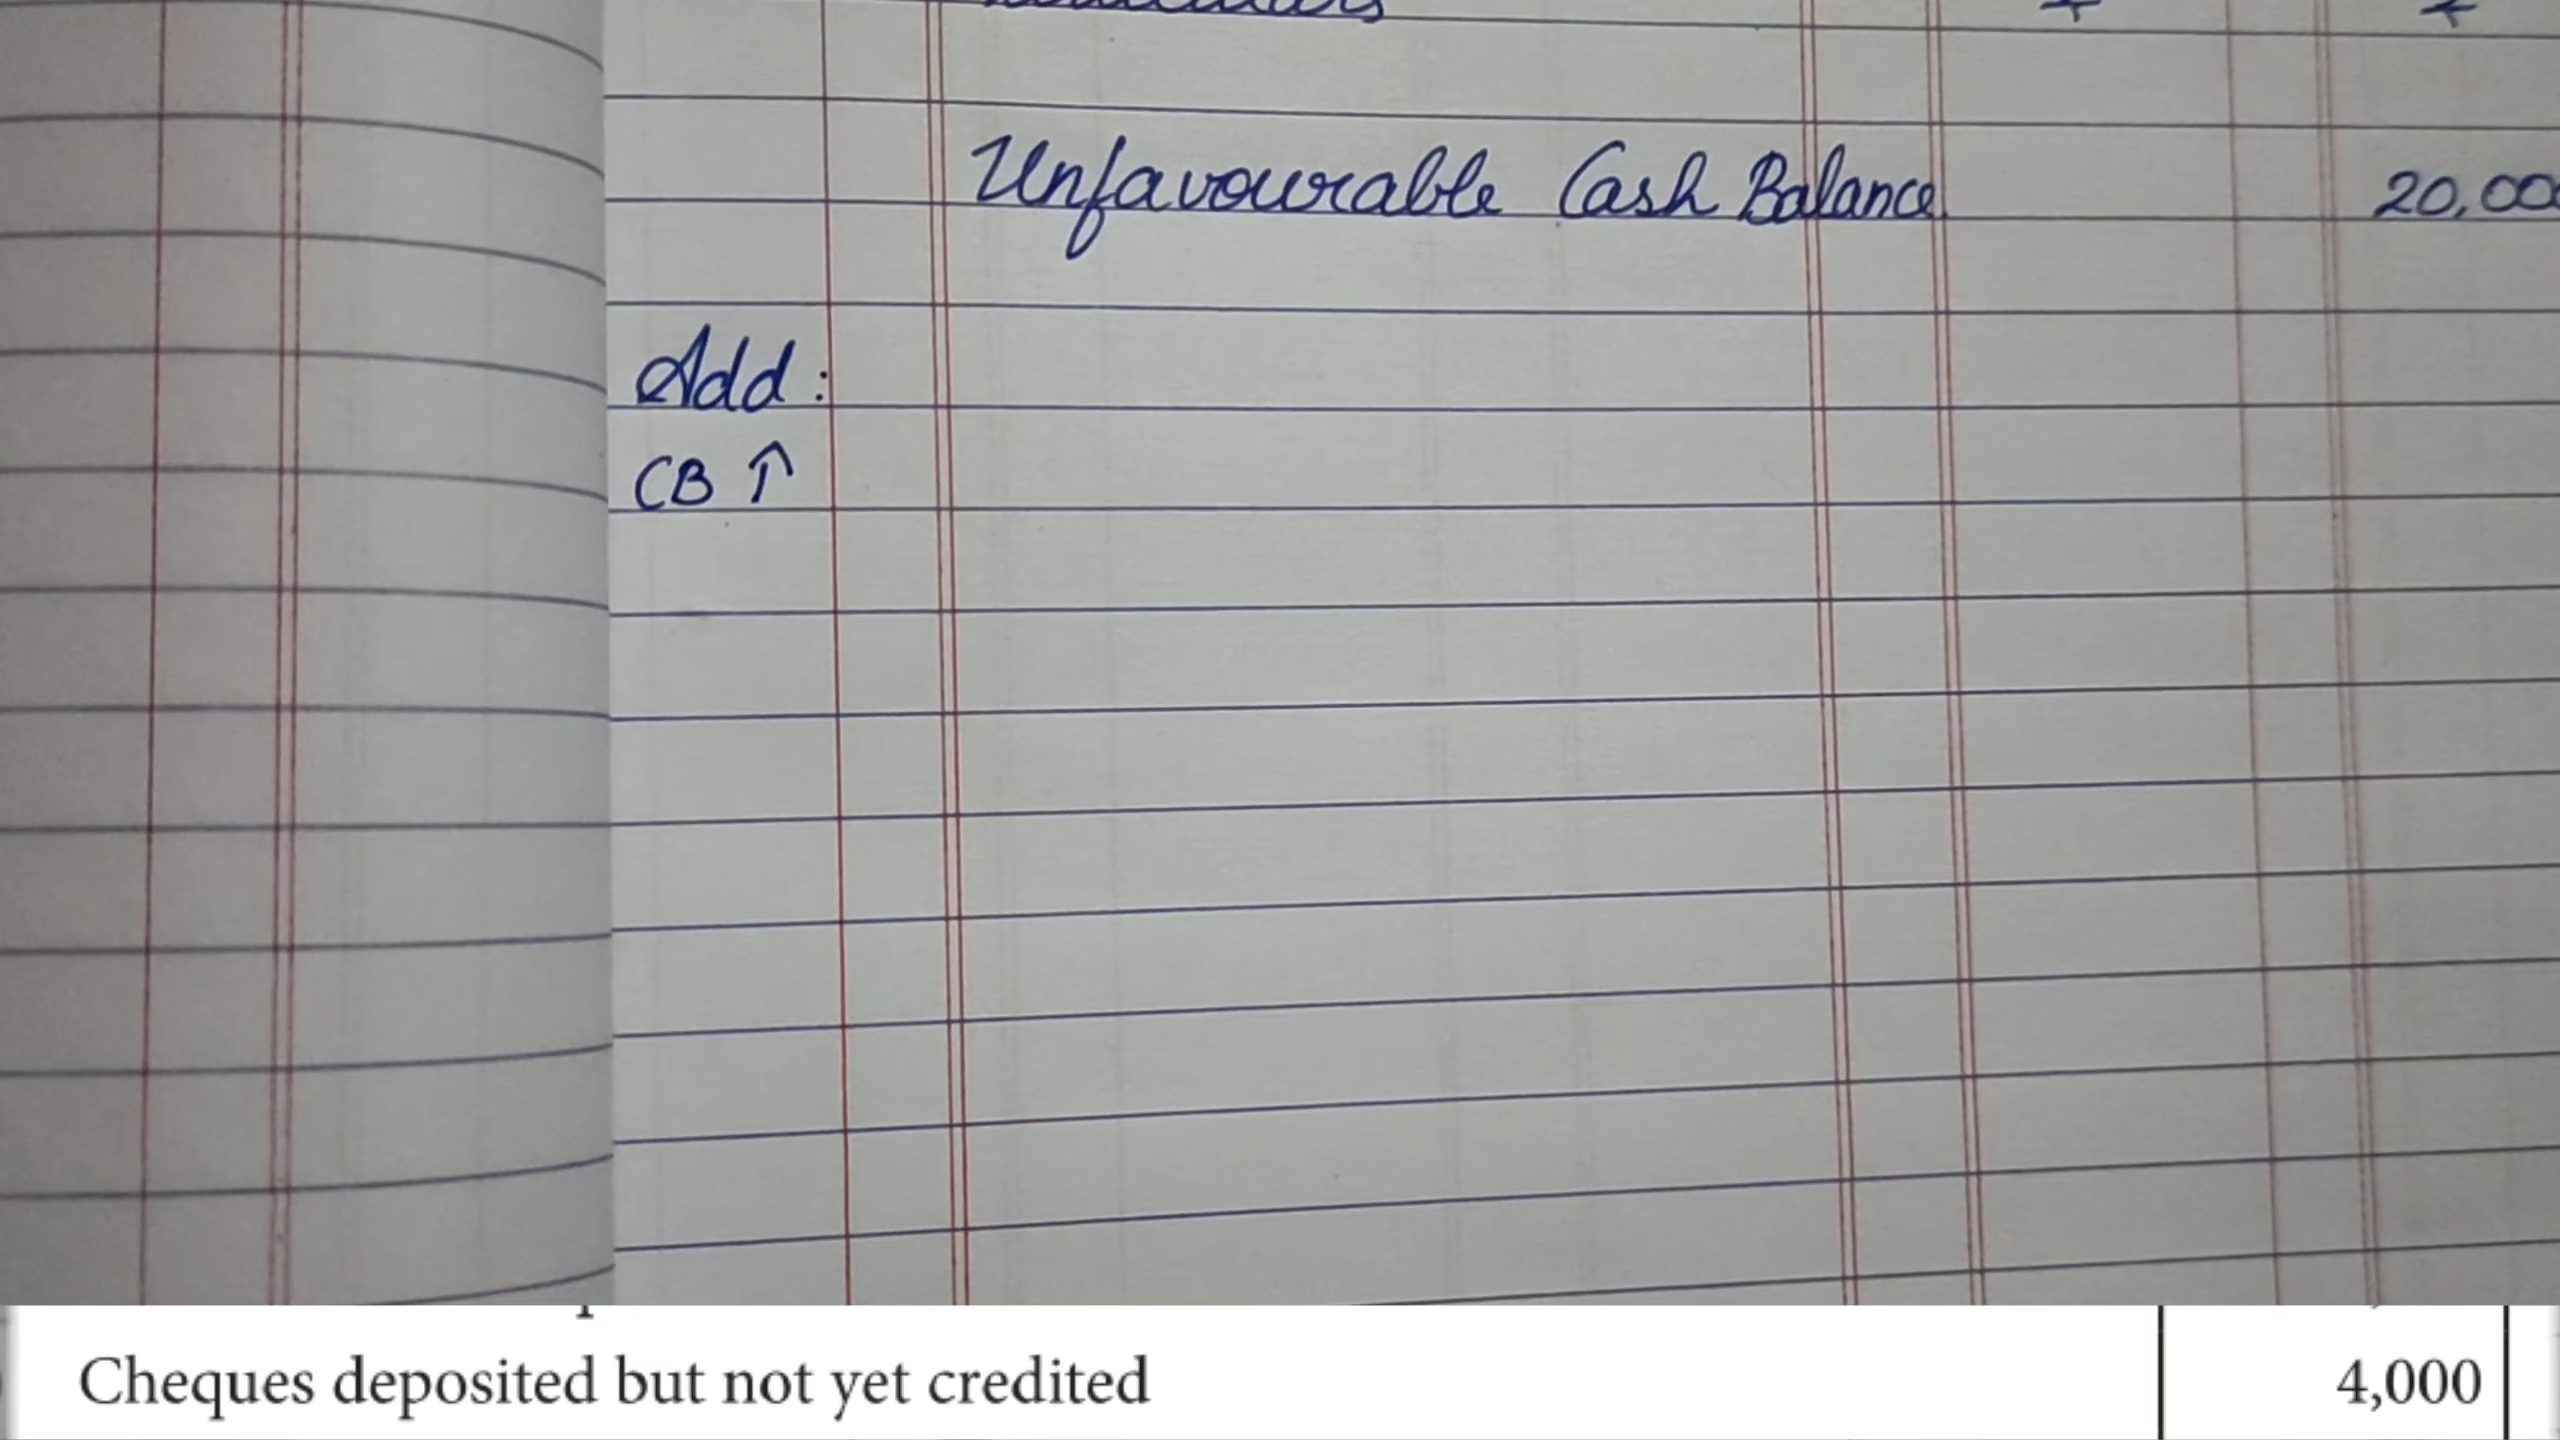 Unfavourable Cash Balance 20,00
Add :
CB ↑
Cheques deposited but not yet credited 4,000